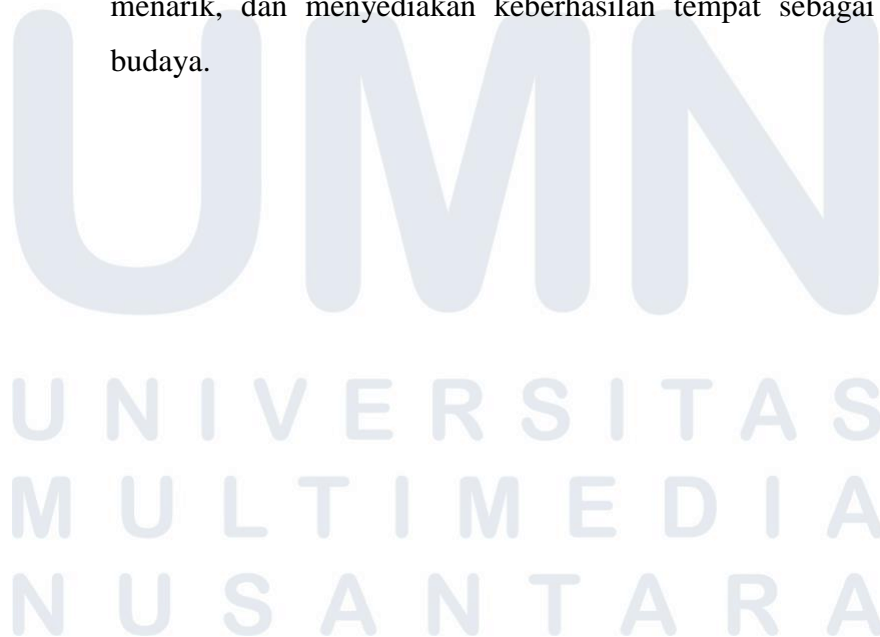 menarik, dan menyediakan keberhasilan tempat sebagai
budaya.
UMN
UNIVERSITAS
MULTIMEDIA
NUSANTARA